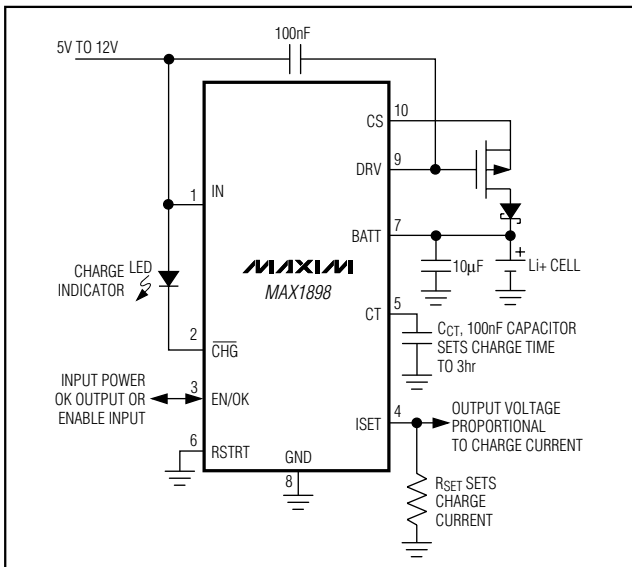 100nF
5V TO 12V
10
CS
9
DRV
1
IN
7
BATT
LED
CHARGE
INDICATOR
MAXIM
MAX1898
10µF
+
Li+ CELL
5
CT
CCT, 100nF CAPACITOR
SETS CHARGE TIME
TO 3hr
2
CHG
INPUT POWER
OK OUTPUT OR
ENABLE INPUT
3
EN/OK
4
ISET
OUTPUT VOLTAGE
PROPORTIONAL
TO CHARGE CURRENT
6
RSTRT
GND
8
RSET SETS
CHARGE
CURRENT